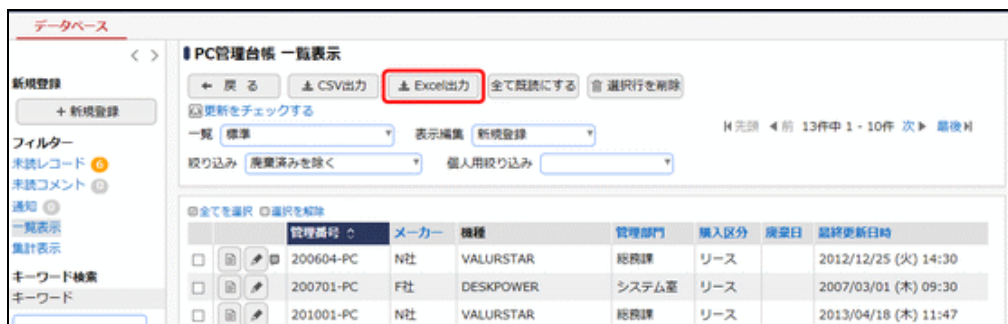 データベース
< >
PC管理台帳 一覧表示
新規登録
← 戻 る CSV出力 Excel出力 全て既読にする 選択行を削除
+ 新規登録
更新をチェックする
フィルター
一覧 標準 表示編集 新規登録 先頭 前 13件中 1 - 10件 次 最後
未読レコード 6
絞り込み 廃棄済みを除く 個人用絞り込み
未読コメント 0
通知 0
全てを選択 選択を解除
一覧表示
管理番号 メーカー 機種 管理部門 購入区分 廃棄日 最終更新日時
集計表示
200604-PC N社 VALURSTAR 総務課 リース 2012/12/25 (火) 14:30
キーワード検索
200701-PC F社 DESKPOWER システム室 リース 2007/03/01 (木) 09:30
キーワード
201001-PC N社 VALURSTAR 総務課 リース 2013/04/18 (木) 11:47